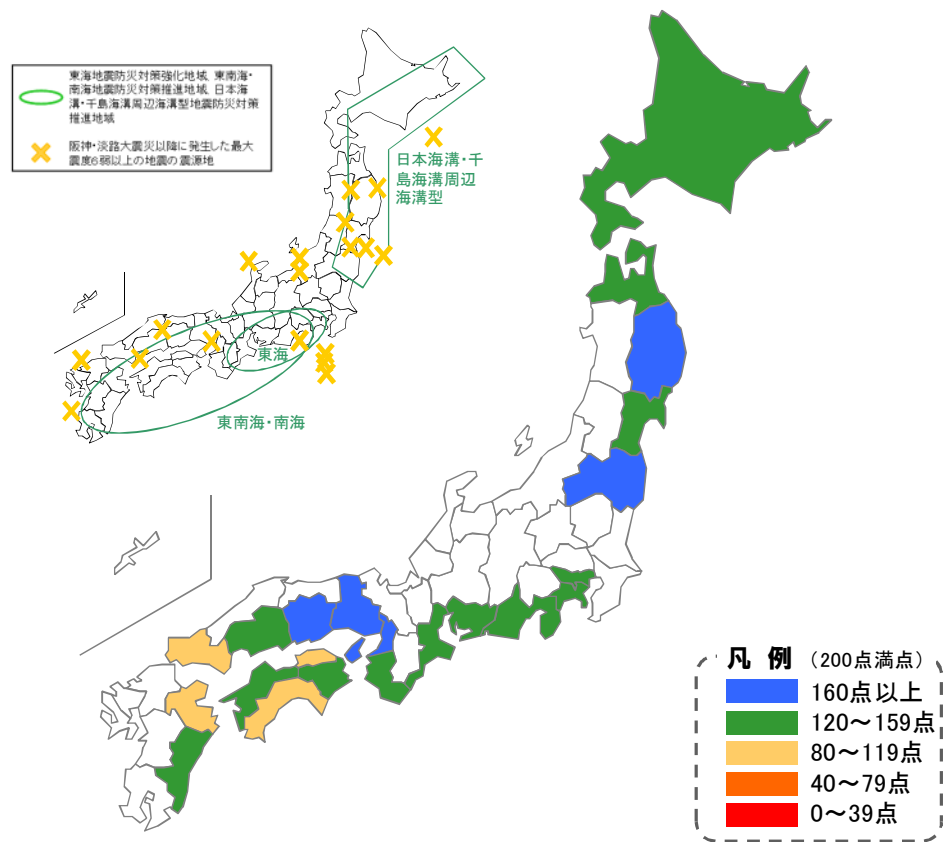 東海地震防災対策強化地域、東南海・
南海地震防災対策推進地域、日本海
溝・千島海溝周辺海溝型地震防災対策
推進地域
阪神・淡路大震災以降に発生した最大
震度6弱以上の地震の震源地
日本海溝・千
島海溝周辺
海溝型
東海
東南海・南海
凡 例 （200点満点）
160点以上
120～159点
80～119点
40～79点
0～39点